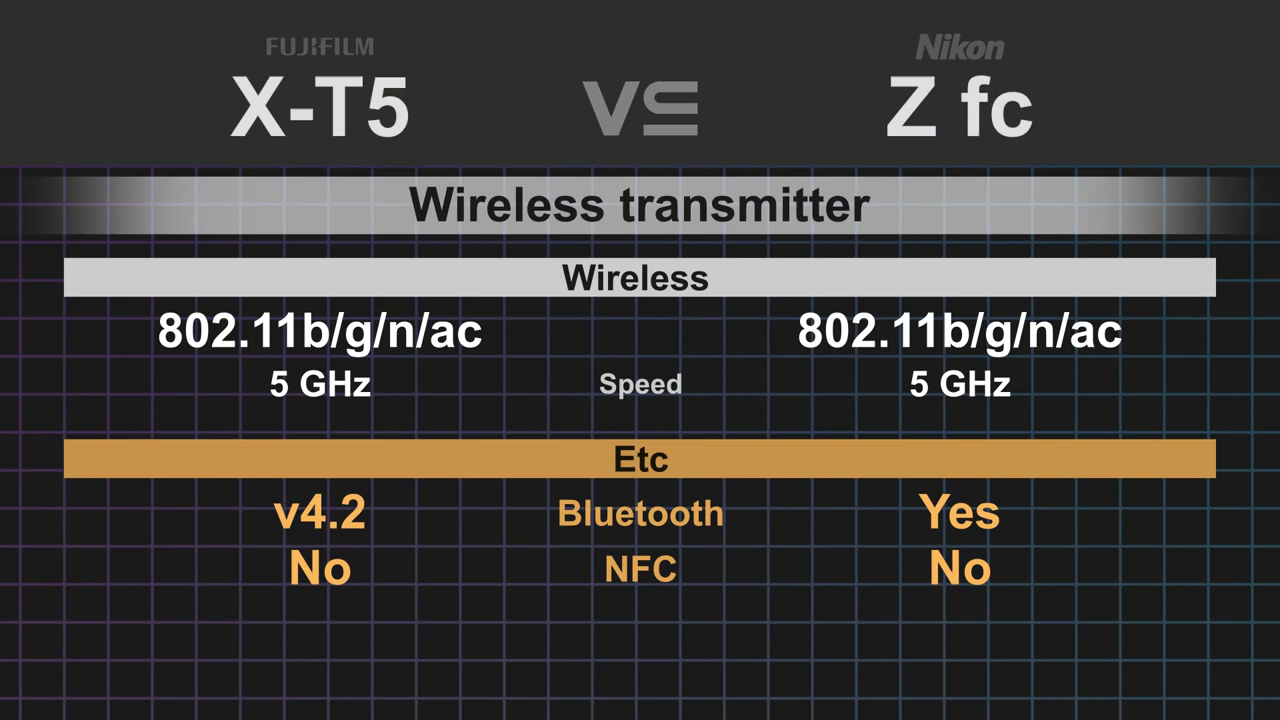 FUJIFILM
X-T5
VS
Nikon
Z fc
Wireless transmitter
Wireless
802.11b/g/n/ac 802.11b/g/n/ac
5 GHz Speed 5 GHz
Etc
v4.2 Bluetooth Yes
No NFC No